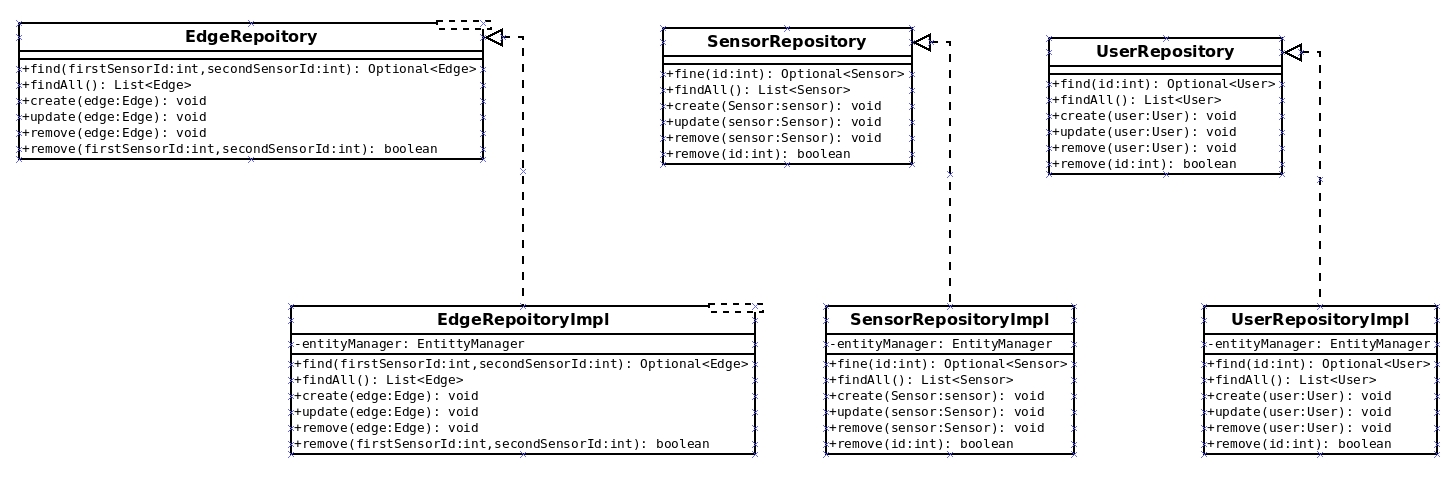 EdgeRepoitory
+find(firstSensorId:int,secondSensorId:int): Optional<Edge>
+findAll(): List<Edge>
+create(edge:Edge): void
+update(edge:Edge): void
+remove(edge:Edge): void
+remove(firstSensorId:int,secondSensorId:int): boolean
SensorRepository
+fine(id:int): Optional<Sensor>
+findAll(): List<Sensor>
+create(Sensor:sensor): void
+update(sensor:Sensor): void
+remove(sensor:Sensor): void
+remove(id:int): boolean
UserRepository
+find(id:int): Optional<User>
+findAll(): List<User>
+create(user:User): void
+update(user:User): void
+remove(user:User): void
+remove(id:int): boolean
EdgeRepoitoryImpl
-entityManager: EntittyManager
+find(firstSensorId:int,secondSensorId:int): Optional<Edge>
+findAll(): List<Edge>
+create(edge:Edge): void
+update(edge:Edge): void
+remove(edge:Edge): void
+remove(firstSensorId:int,secondSensorId:int): boolean
SensorRepositoryImpl
-entityManager: EntityManager
+fine(id:int): Optional<Sensor>
+findAll(): List<Sensor>
+create(Sensor:sensor): void
+update(sensor:Sensor): void
+remove(sensor:Sensor): void
+remove(id:int): boolean
UserRepositoryImpl
-entityManager: EntityManager
+find(id:int): Optional<User>
+findAll(): List<User>
+create(user:User): void
+update(user:User): void
+remove(user:User): void
+remove(id:int): boolean